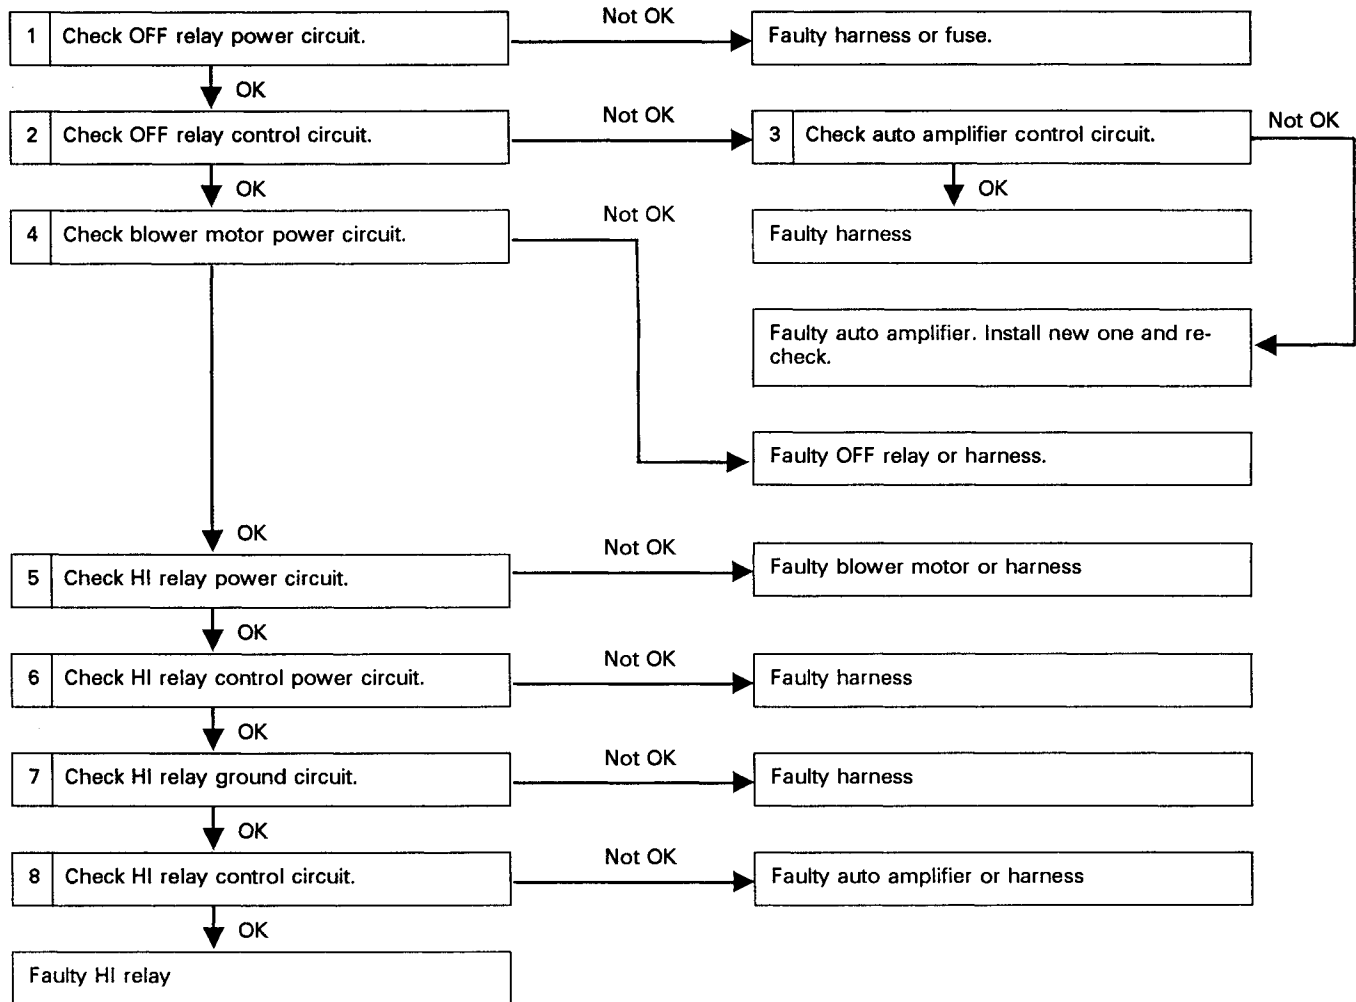 Not OK
1 Check OFF relay power circuit.
Faulty harness or fuse.
OK
Not OK
2 Check OFF relay control circuit.
3 Check auto amplifier control circuit.
Not OK
OK
OK
Not OK
4 Check blower motor power circuit.
Faulty harness
Faulty auto amplifier. Install new one and re-
check.
Faulty OFF relay or harness.
OK
Not OK
5 Check HI relay power circuit.
Faulty blower motor or harness
OK
Not OK
6 Check HI relay control power circuit.
Faulty harness
OK
Not OK
7 Check HI relay ground circuit.
Faulty harness
OK
Not OK
8 Check HI relay control circuit.
Faulty auto amplifier or harness
OK
Faulty HI relay